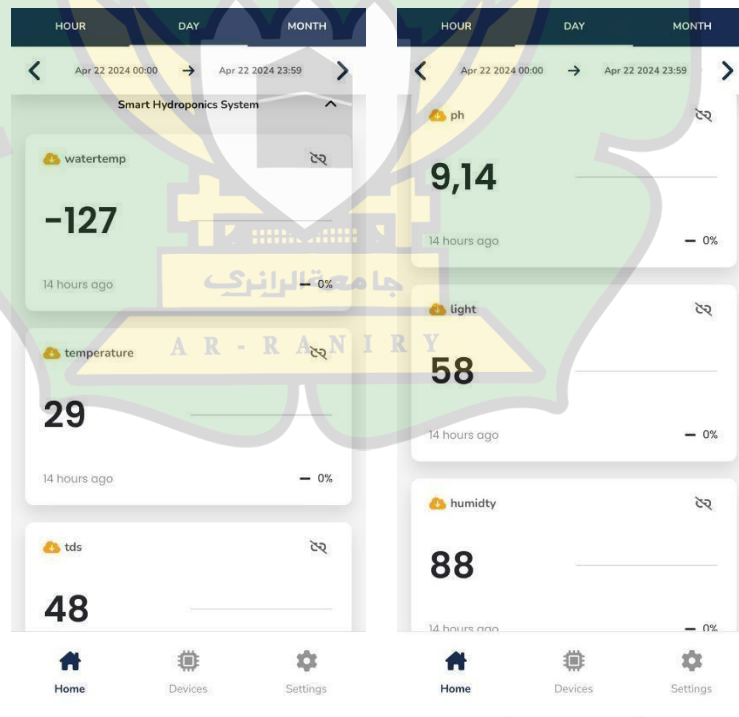 HOUR DAY MONTH
Apr 22 2024 00:00 → Apr 22 2024 23:59
Smart Hydroponics System
watertemp
-127
14 hours ago
— 0%
temperature
29
14 hours ago
— 0%
tds
48
Home Devices Settings
HOUR DAY MONTH
Apr 22 2024 00:00 → Apr 22 2024 23:59
ph
9,14
14 hours ago
— 0%
light
58
14 hours ago
— 0%
humidty
88
14 hours ago
— 0%
Home Devices Settings
جامعةالرانرك
AR-RANIRY